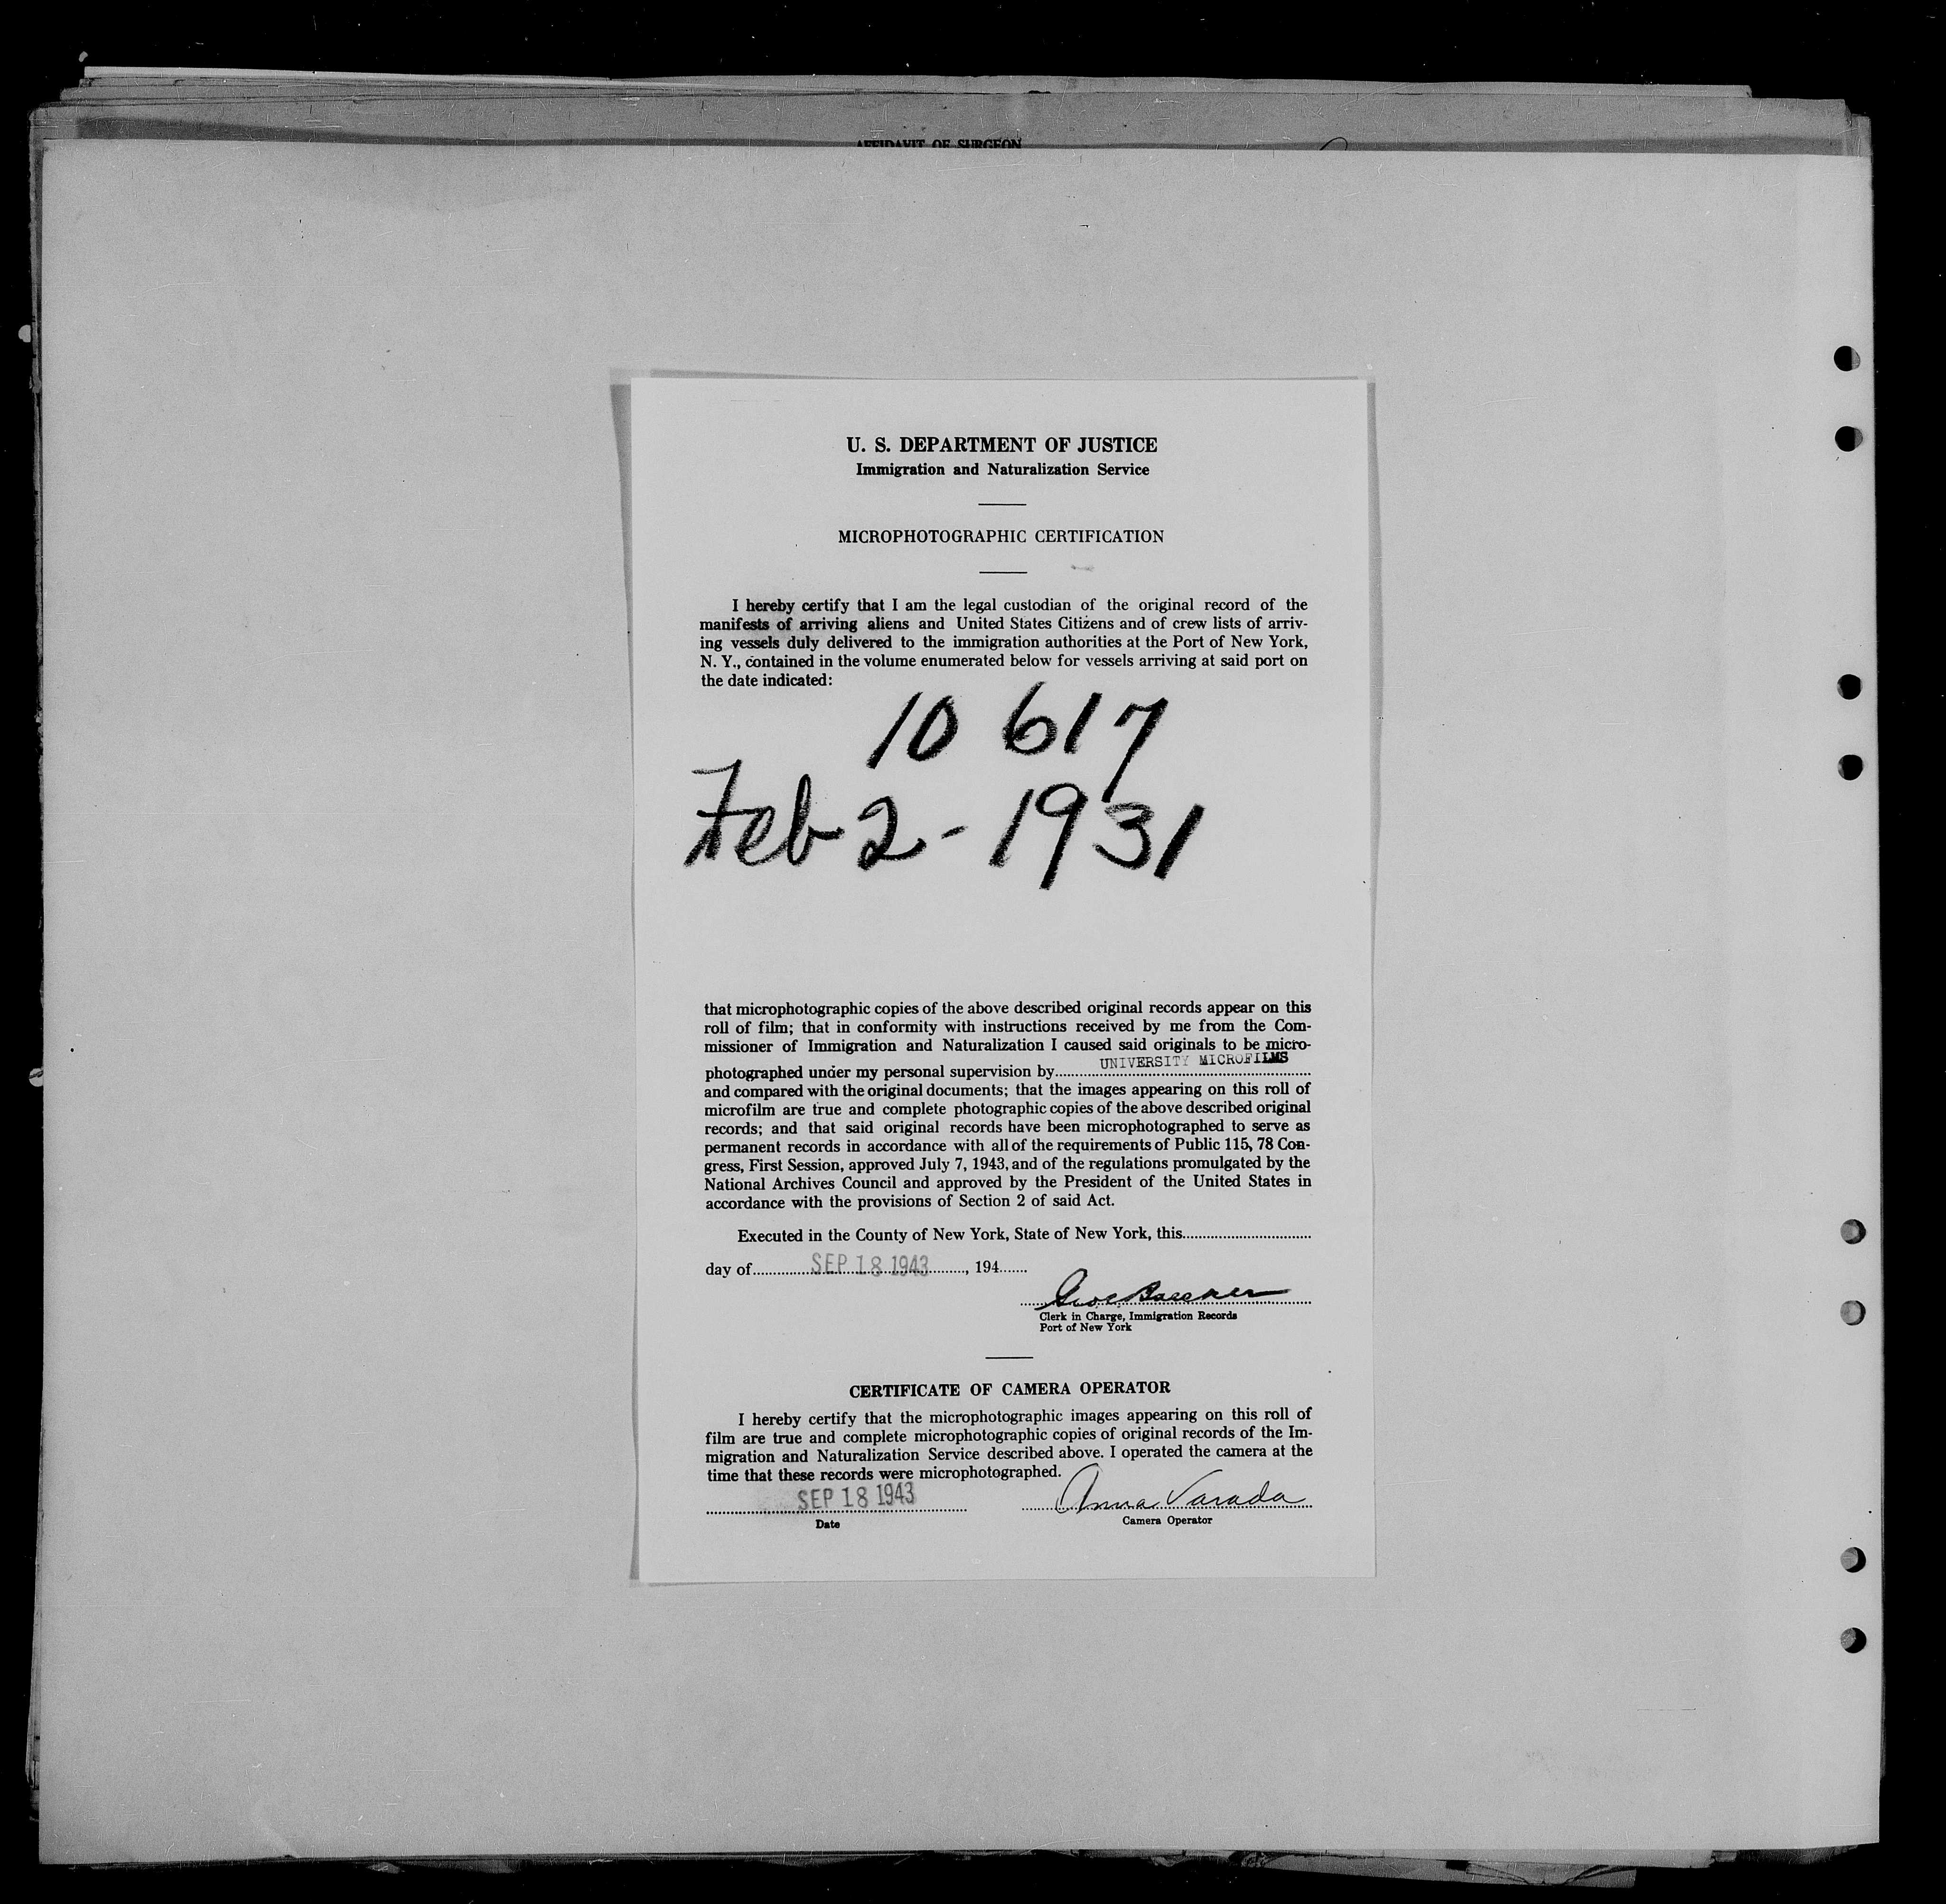 AFFIDAVIT OF SURGEON
U. S. DEPARTMENT OF JUSTICE
Immigration and Naturalization Service
MICROPHOTOGRAPHIC CERTIFICATION
I hereby certify that I am the legal custodian of the original record of the
manifests of arriving aliens and United States Citizens and of crew lists of arriv-
ing vessels duly delivered to the immigration authorities at the Port of New York,
N. Y., contained in the volume enumerated below for vessels arriving at said port on
the date indicated:
10 617
Feb 2 - 1931
that microphotographic copies of the above described original records appear on this
roll of film; that in conformity with instructions received by me from the Com-
missioner of Immigration and Naturalization I caused said originals to be micro-
photographed under my personal supervision by UNIVERSITY MICROFILMS
and compared with the original documents; that the images appearing on this roll of
microfilm are true and complete photographic copies of the above described original
records; and that said original records have been microphotographed to serve as
permanent records in accordance with all of the requirements of Public 115, 78 Con-
gress, First Session, approved July 7, 1943, and of the regulations promulgated by the
National Archives Council and approved by the President of the United States in
accordance with the provisions of Section 2 of said Act.
Executed in the County of New York, State of New York, this
day of SEP 18 1943, 194
Clerk in Charge, Immigration Records
Port of New York
CERTIFICATE OF CAMERA OPERATOR
I hereby certify that the microphotographic images appearing on this roll of
film are true and complete microphotographic copies of original records of the Im-
migration and Naturalization Service described above. I operated the camera at the
time that these records were microphotographed.
SEP 18 1943 Anna Varada
Date Camera Operator